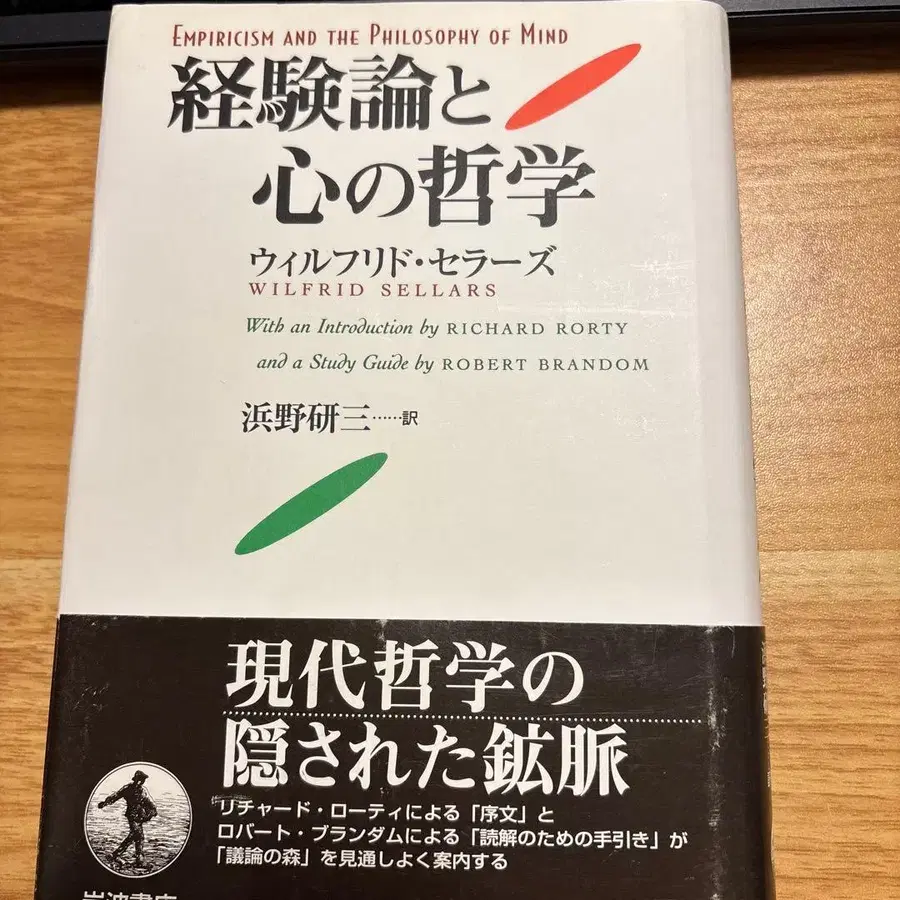 EMPIRICISM AND THE PHILOSOPHY OF MIND
経験論と
心の哲学
ウィルフリド・セラーズ
WILFRID SELLARS
With an Introduction by RICHARD RORTY
and a Study Guide by ROBERT BRANDOM
浜野研三……訳
現代哲学の
隠された鉱脈
リチャード・ローティによる「序文」と
ロバート・ブランダムによる「読解のための手引き」が
「議論の森」を見通しよく案内する
岩波書店